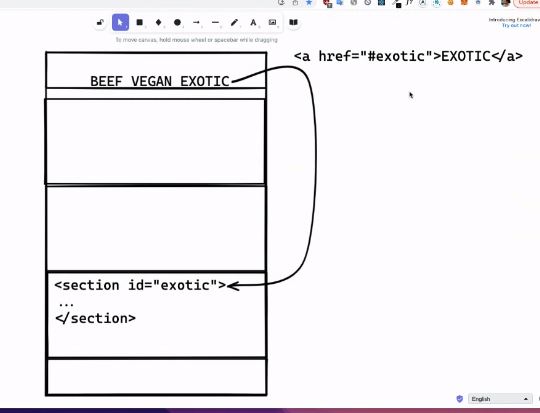 Update
Introducing Excalidraw
Try out now!
To move canvas, hold mouse wheel or spacebar while dragging
<a href="#exotic">EXOTIC</a>
BEEF VEGAN EXOTIC
<section id="exotic">
...
</section>
English